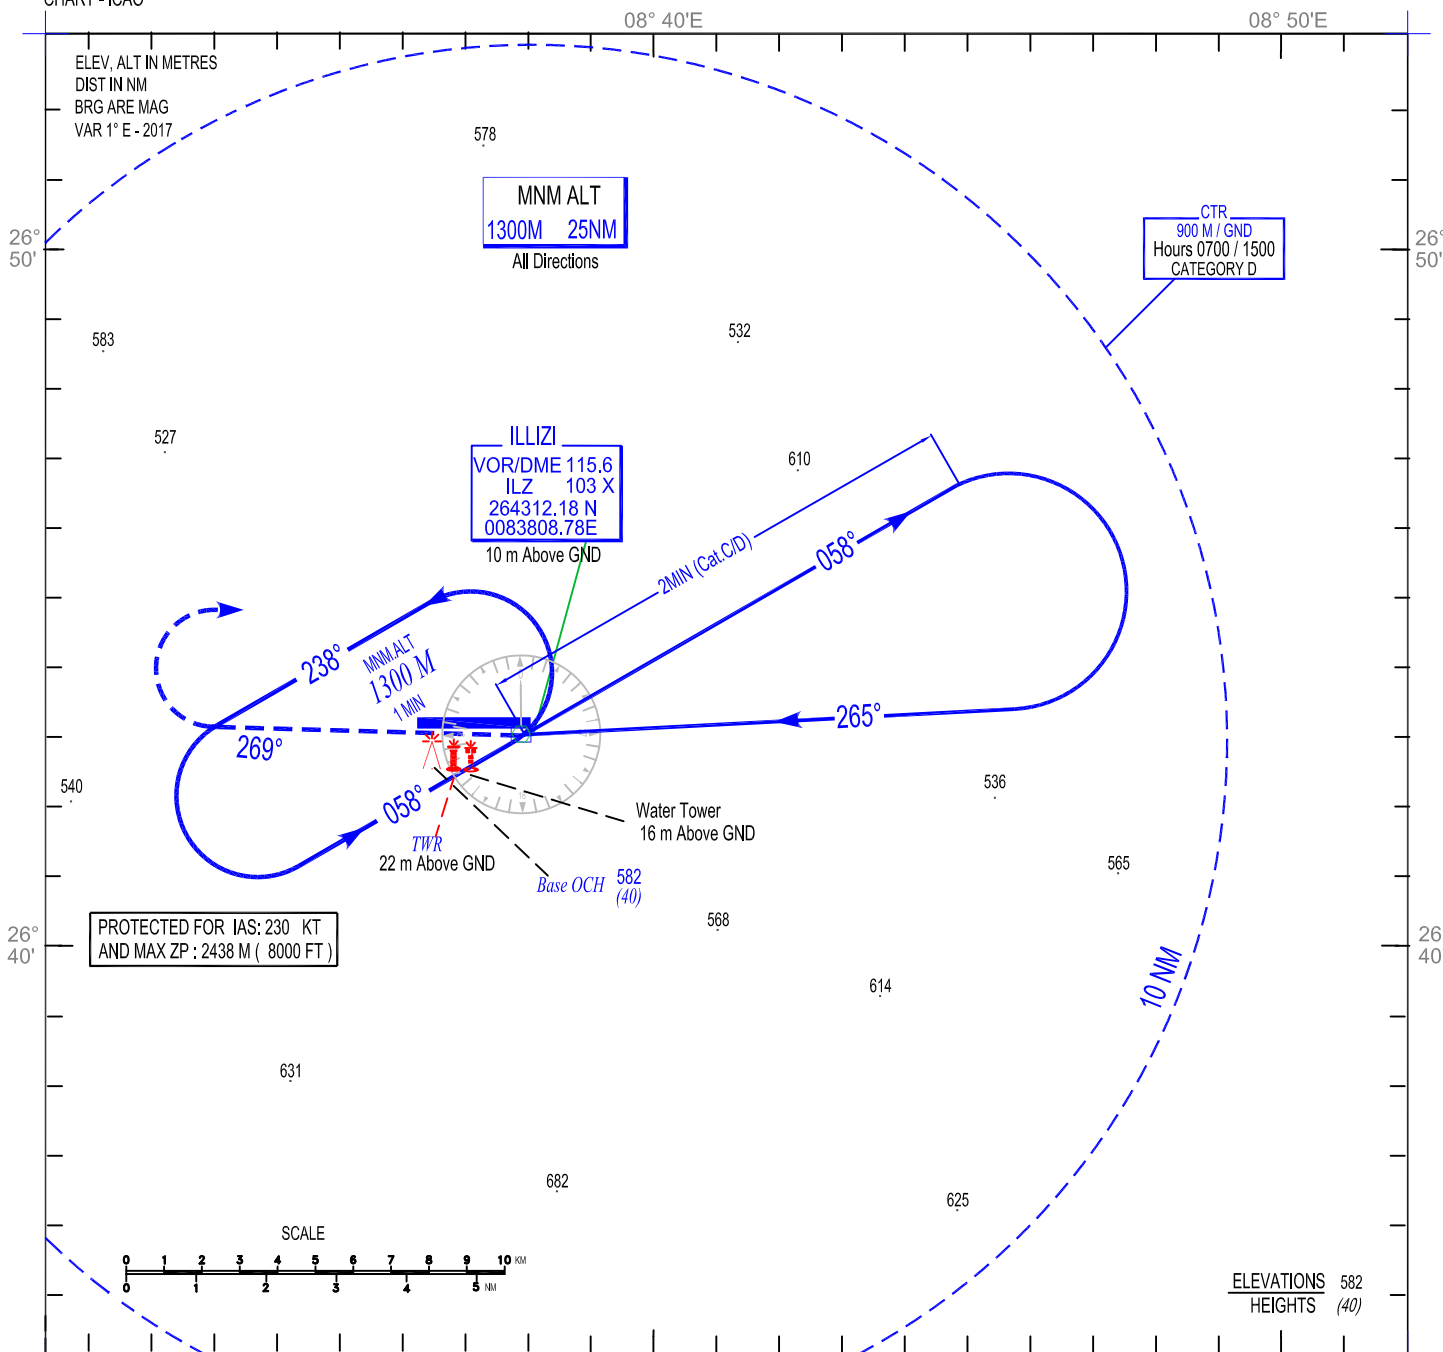 CHART - ICAO
08° 40'E
08° 50'E
ELEV, ALT IN METRES
DIST IN NM
BRG ARE MAG
VAR 1° E - 2017
578
MNM ALT
1300M 25NM
All Directions
26°
50'
CTR
900 M / GND
Hours 0700 / 1500
CATEGORY D
26°
50'
583
532
527
610
ILLIZI
VOR/DME 115.6
ILZ 103 X
264312.18 N
0083808.78E
10 m Above GND
2MIN (Cat.C/D)
058°
238°
MNM.ALT
1300 M
1 MIN
265°
269°
058°
540
536
Water Tower
16 m Above GND
TWR
22 m Above GND
Base OCH 582
(40)
565
568
PROTECTED FOR IAS: 230 KT
AND MAX ZP : 2438 M ( 8000 FT )
26°
40'
26
40
10 NM
614
631
682
625
SCALE
0 1 2 3 4 5 6 7 8 9 10 KM
0 1 2 3 4 5 NM
ELEVATIONS 582
HEIGHTS (40)